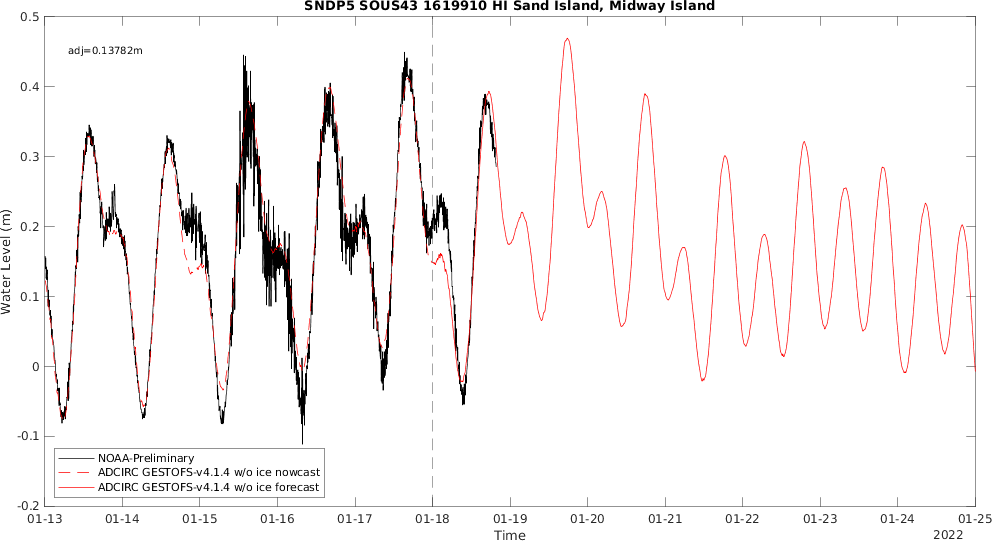 SNDP5 SOUS43 1619910 HI Sand Island, Midway Island
adj=0.13782m
0.5
0.4
0.3
0.2
0.1
0
-0.1
-0.2
Water Level (m)
NOAA-Preliminary
ADCIRC GESTOFS-v4.1.4 w/o ice nowcast
ADCIRC GESTOFS-v4.1.4 w/o ice forecast
01-13 01-14 01-15 01-16 01-17 01-18 01-19 01-20 01-21 01-22 01-23 01-24 01-25
Time
2022